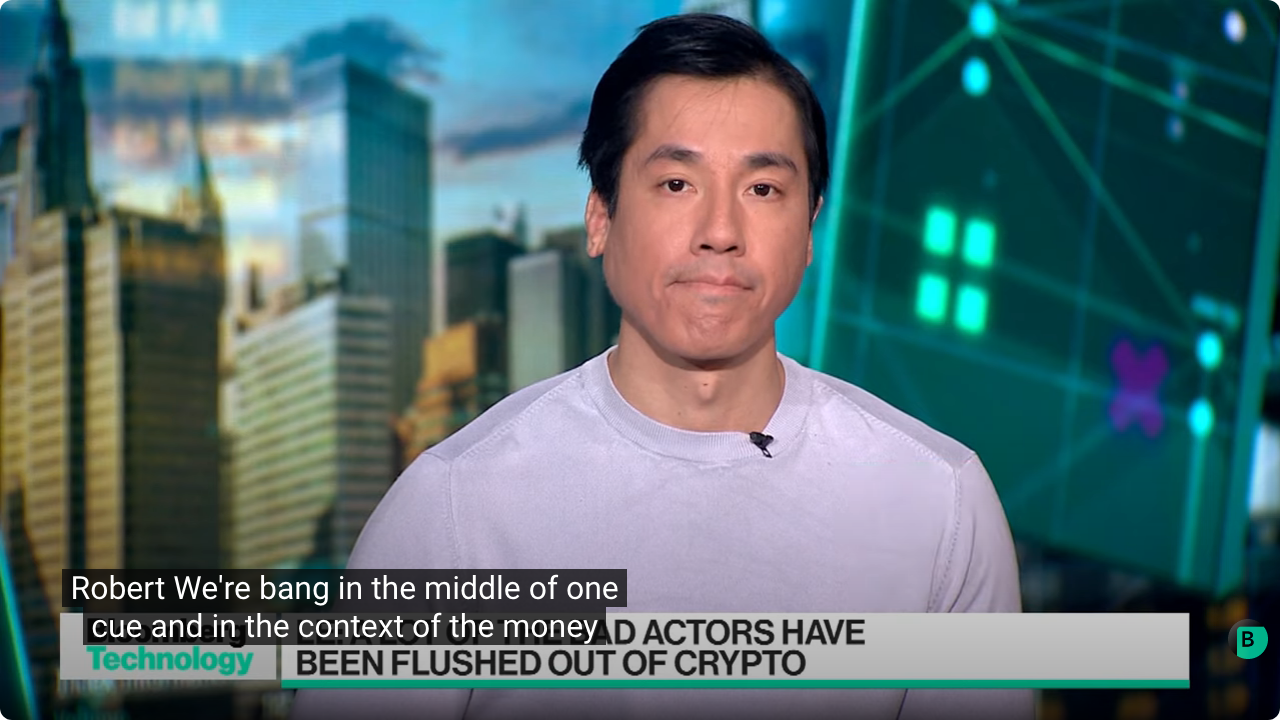 Robert We're bang in the middle of one
cue and in the context of the money
Bloomberg
Technology
AD ACTORS HAVE
BEEN FLUSHED OUT OF CRYPTO
B